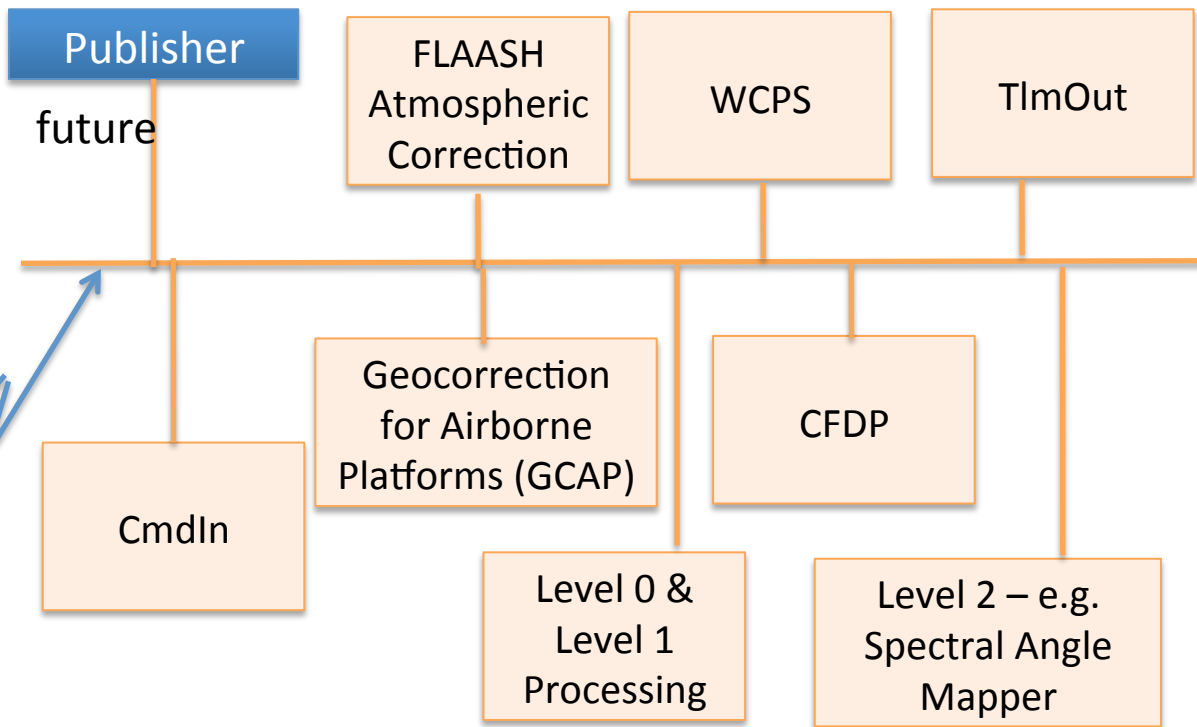 Publisher
future
FLAASH
Atmospheric
Correction
WCPS
TlmOut
Geocorrection
for Airborne
Platforms (GCAP)
CFDP
CmdIn
Level 0 &
Level 1
Processing
Level 2 – e.g.
Spectral Angle
Mapper